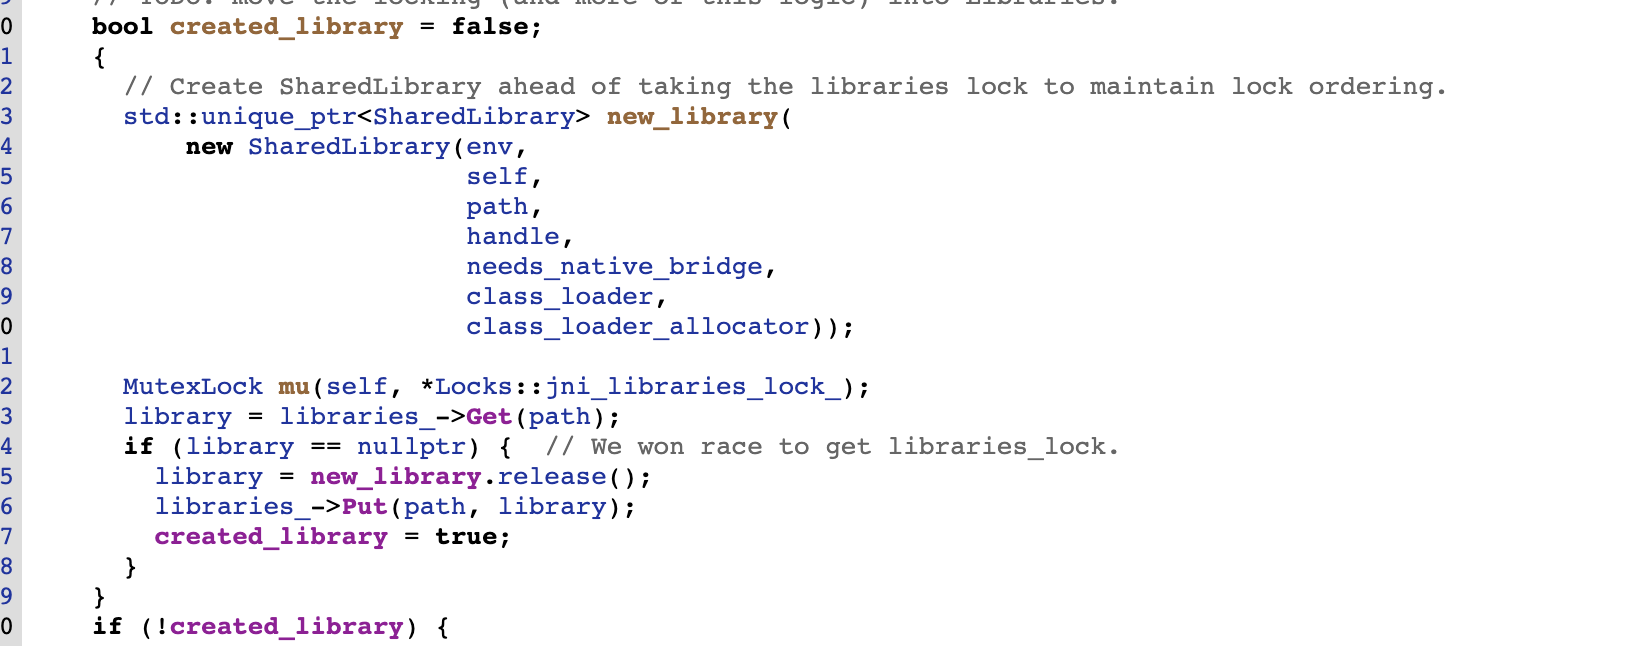 // TODO: move the locking (and more of this logic) into Libraries.
0 bool created_library = false;
1 {
2 // Create SharedLibrary ahead of taking the libraries lock to maintain lock ordering.
3 std::unique_ptr<SharedLibrary> new_library(
4 new SharedLibrary(env,
5 self,
6 path,
7 handle,
8 needs_native_bridge,
9 class_loader,
0 class_loader_allocator));
1
2 MutexLock mu(self, *Locks::jni_libraries_lock_);
3 library = libraries_->Get(path);
4 if (library == nullptr) {  // We won race to get libraries_lock.
5 library = new_library.release();
6 libraries_->Put(path, library);
7 created_library = true;
8 }
9 }
0 if (!created_library) {